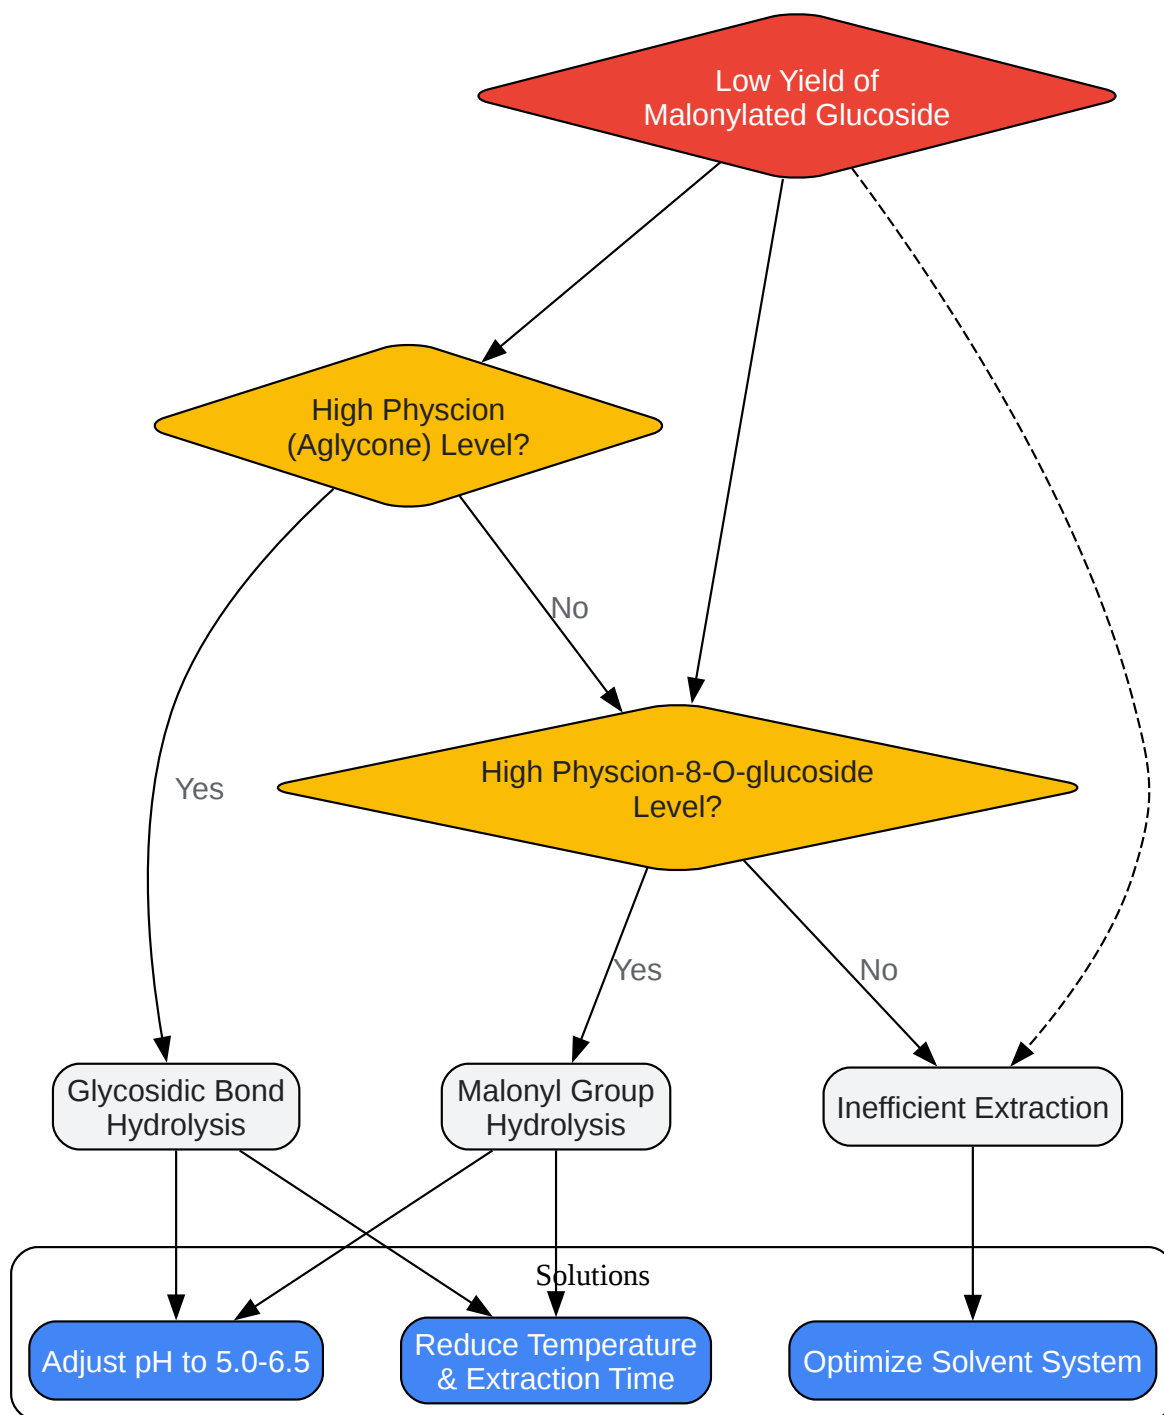 Low Yield of
Malonylated Glucoside
High Physcion
(Aglycone) Level?
No
High Physcion-8-O-glucoside
Level?
Yes
Yes
No
Glycosidic Bond
Hydrolysis
Malonyl Group
Hydrolysis
Inefficient Extraction
Solutions
Adjust pH to 5.0-6.5
Reduce Temperature
& Extraction Time
Optimize Solvent System